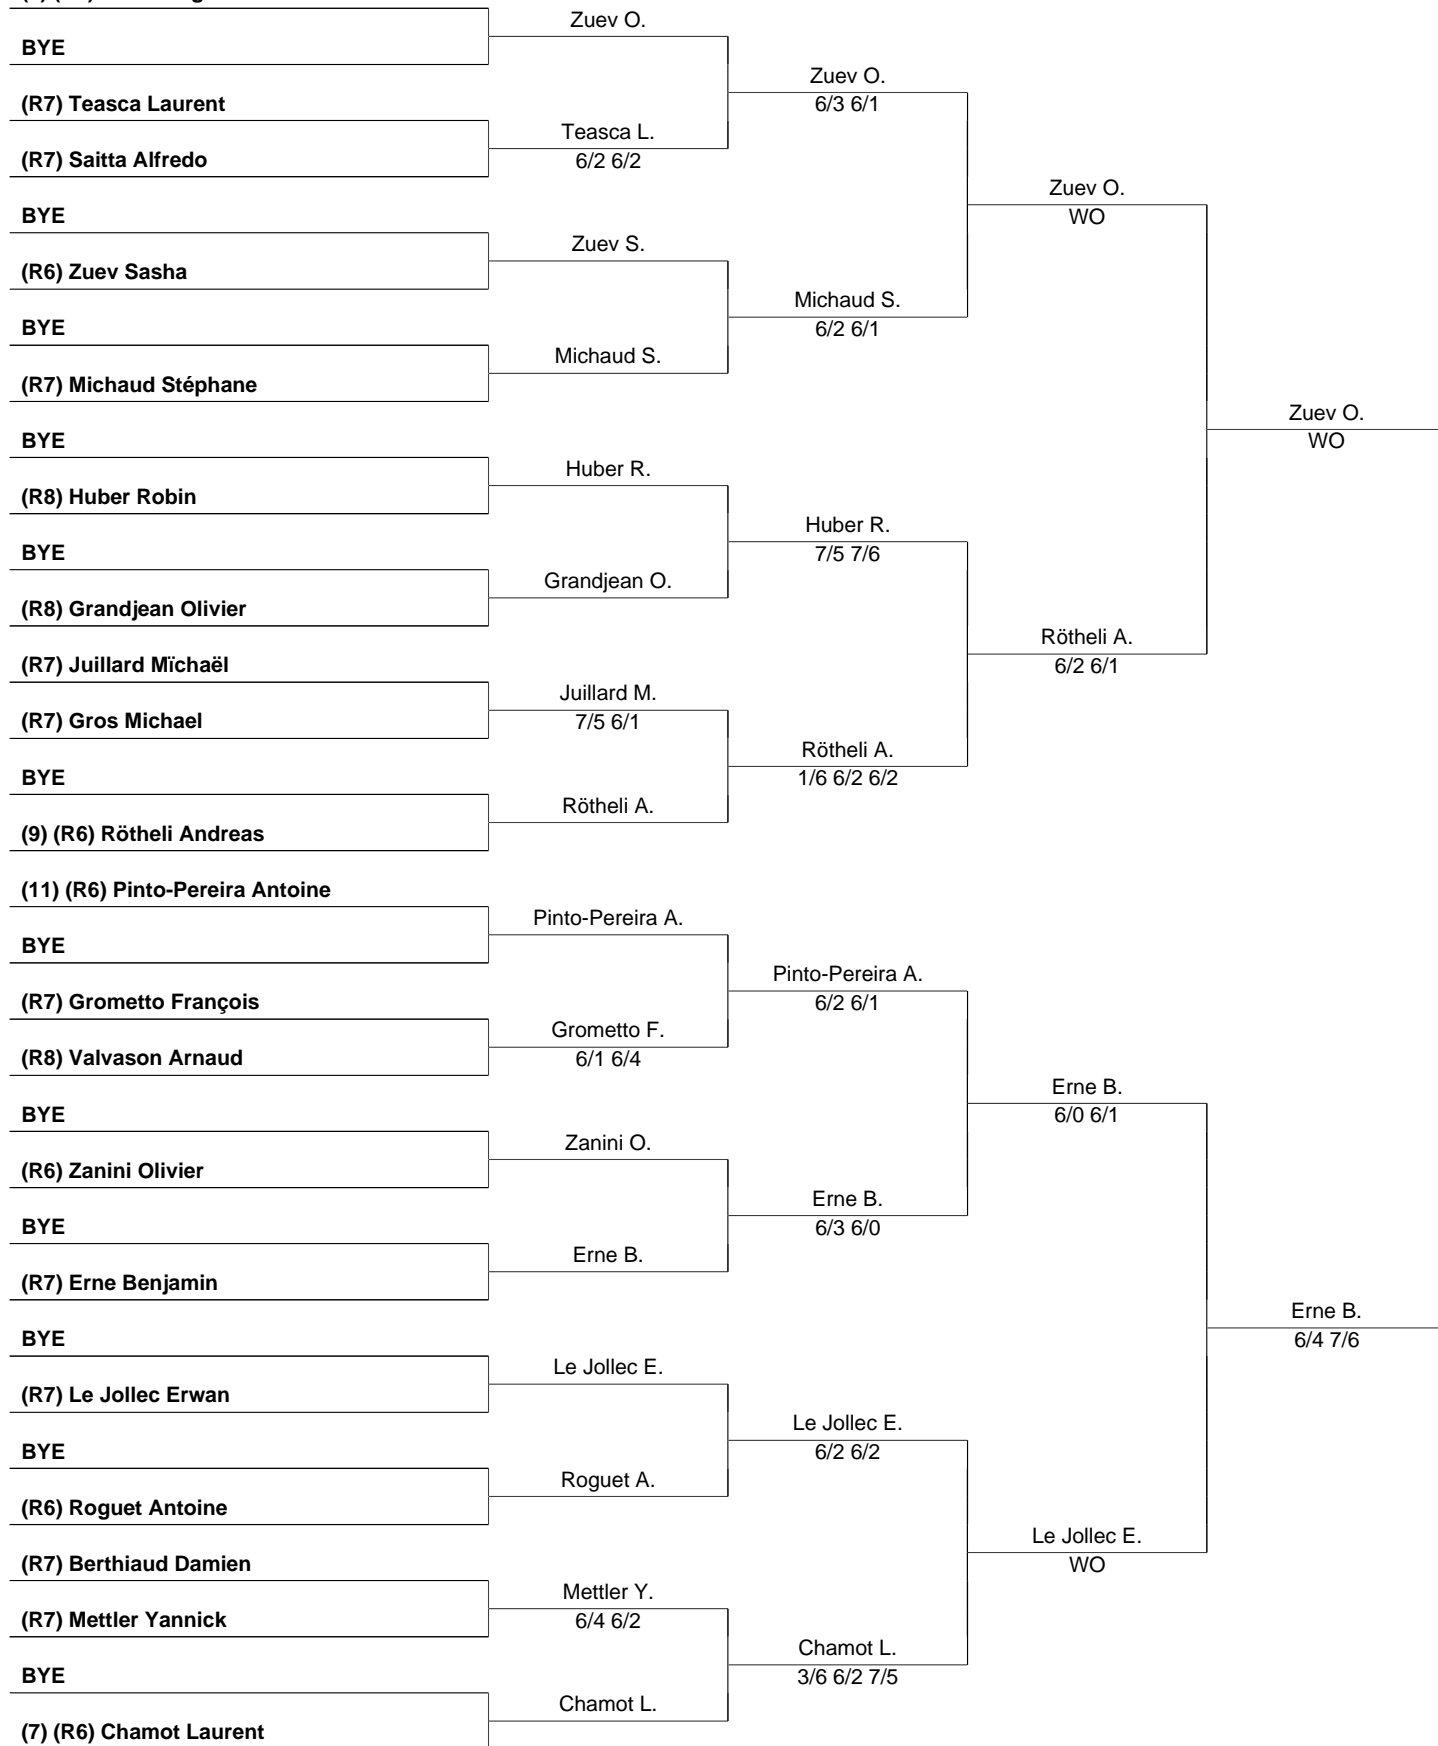 BYE
(R7) Teasca Laurent
(R7) Saitta Alfredo
BYE
(R6) Zuev Sasha
BYE
(R7) Michaud Stéphane
BYE
(R8) Huber Robin
BYE
(R8) Grandjean Olivier
(R7) Juillard Mïchaël
(R7) Gros Michael
BYE
(9) (R6) Rötheli Andreas
(11) (R6) Pinto-Pereira Antoine
BYE
(R7) Grometto François
(R8) Valvason Arnaud
BYE
(R6) Zanini Olivier
BYE
(R7) Erne Benjamin
BYE
(R7) Le Jollec Erwan
BYE
(R6) Roguet Antoine
(R7) Berthiaud Damien
(R7) Mettler Yannick
BYE
(7) (R6) Chamot Laurent
Zuev O.
Teasca L.
6/2 6/2
Zuev S.
Michaud S.
Huber R.
Grandjean O.
Juillard M.
7/5 6/1
Rötheli A.
Pinto-Pereira A.
Grometto F.
6/1 6/4
Zanini O.
Erne B.
Le Jollec E.
Roguet A.
Mettler Y.
6/4 6/2
Chamot L.
Zuev O.
6/3 6/1
Michaud S.
6/2 6/1
Huber R.
7/5 7/6
Rötheli A.
1/6 6/2 6/2
Pinto-Pereira A.
6/2 6/1
Erne B.
6/3 6/0
Le Jollec E.
6/2 6/2
Chamot L.
3/6 6/2 7/5
Zuev O.
WO
Rötheli A.
6/2 6/1
Erne B.
6/0 6/1
Le Jollec E.
WO
Zuev O.
WO
Erne B.
6/4 7/6